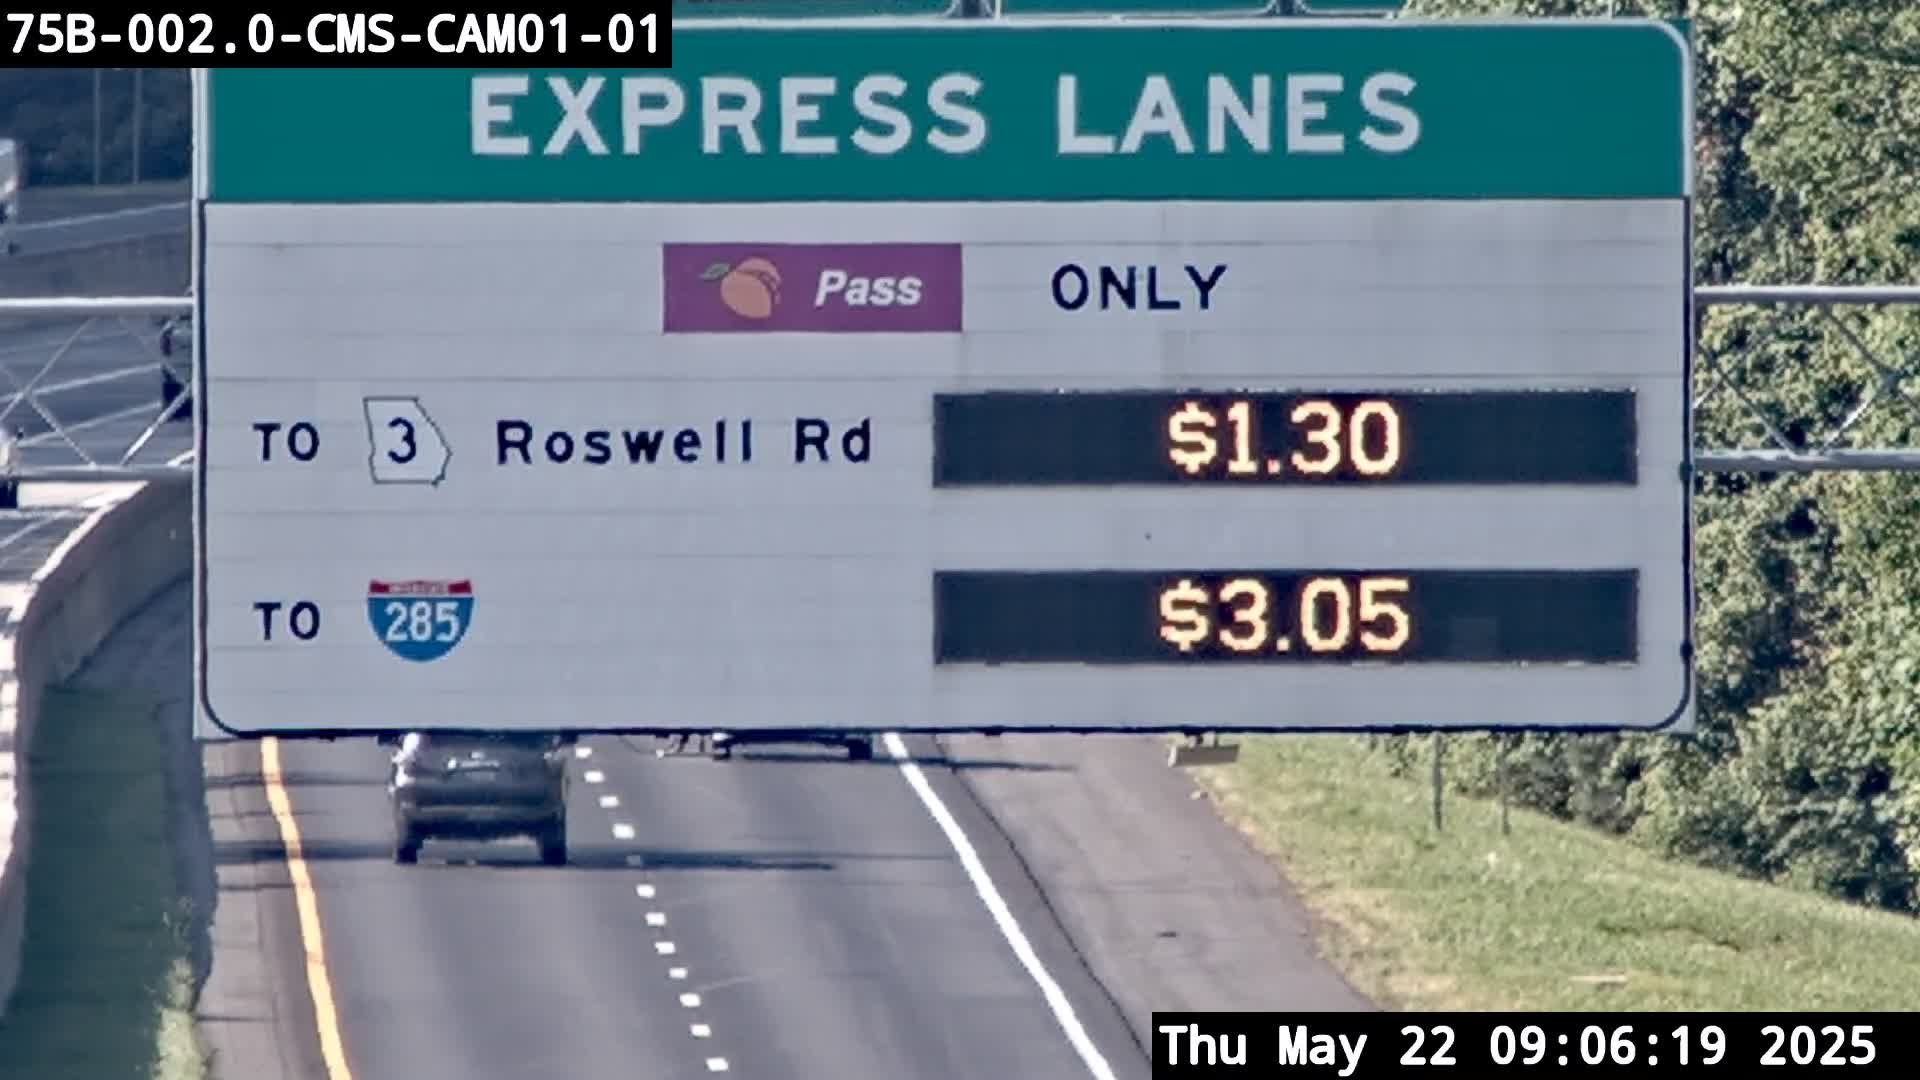 75B-002.0-CMS-CAM01-01
EXPRESS LANES
Pass ONLY
TO 3 Roswell Rd $1.30
TO 285 $3.05
Thu May 22 09:06:19 2025